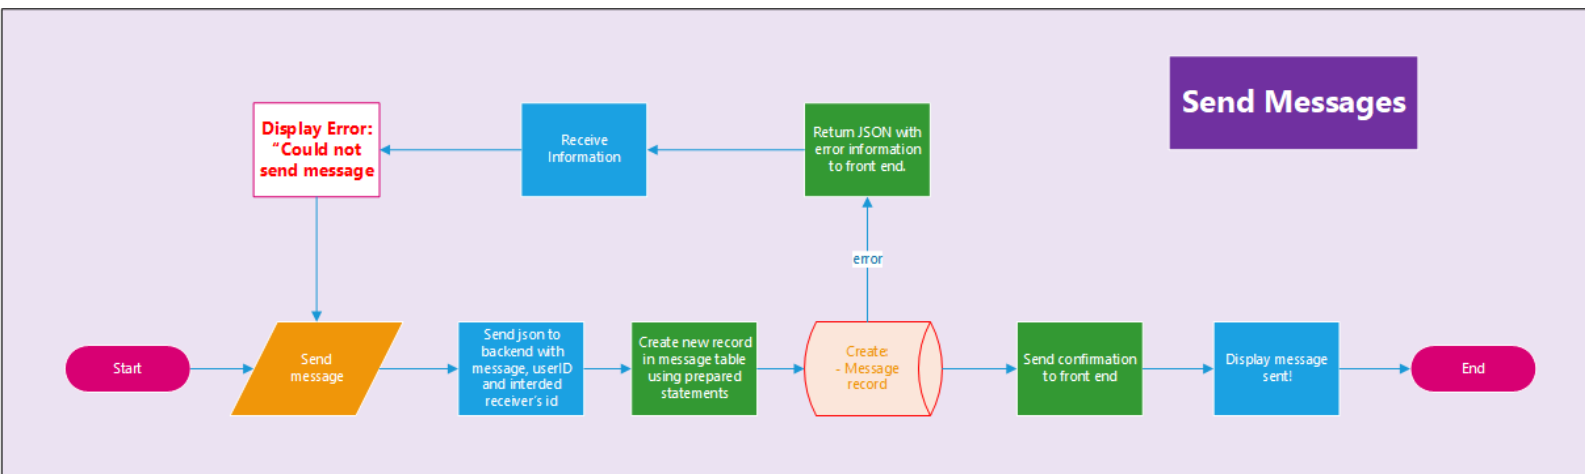 Send Messages
Display Error:
"Could not
send message
Receive
Information
Return JSON with
error information
to front end.
error
Start
Send
message
Send json to
backend with
message, userID
and interded
receiver's id
Create new record
in message table
using prepared
statements
Create:
- Message
record
Send confirmation
to front end
Display message
sent!
End